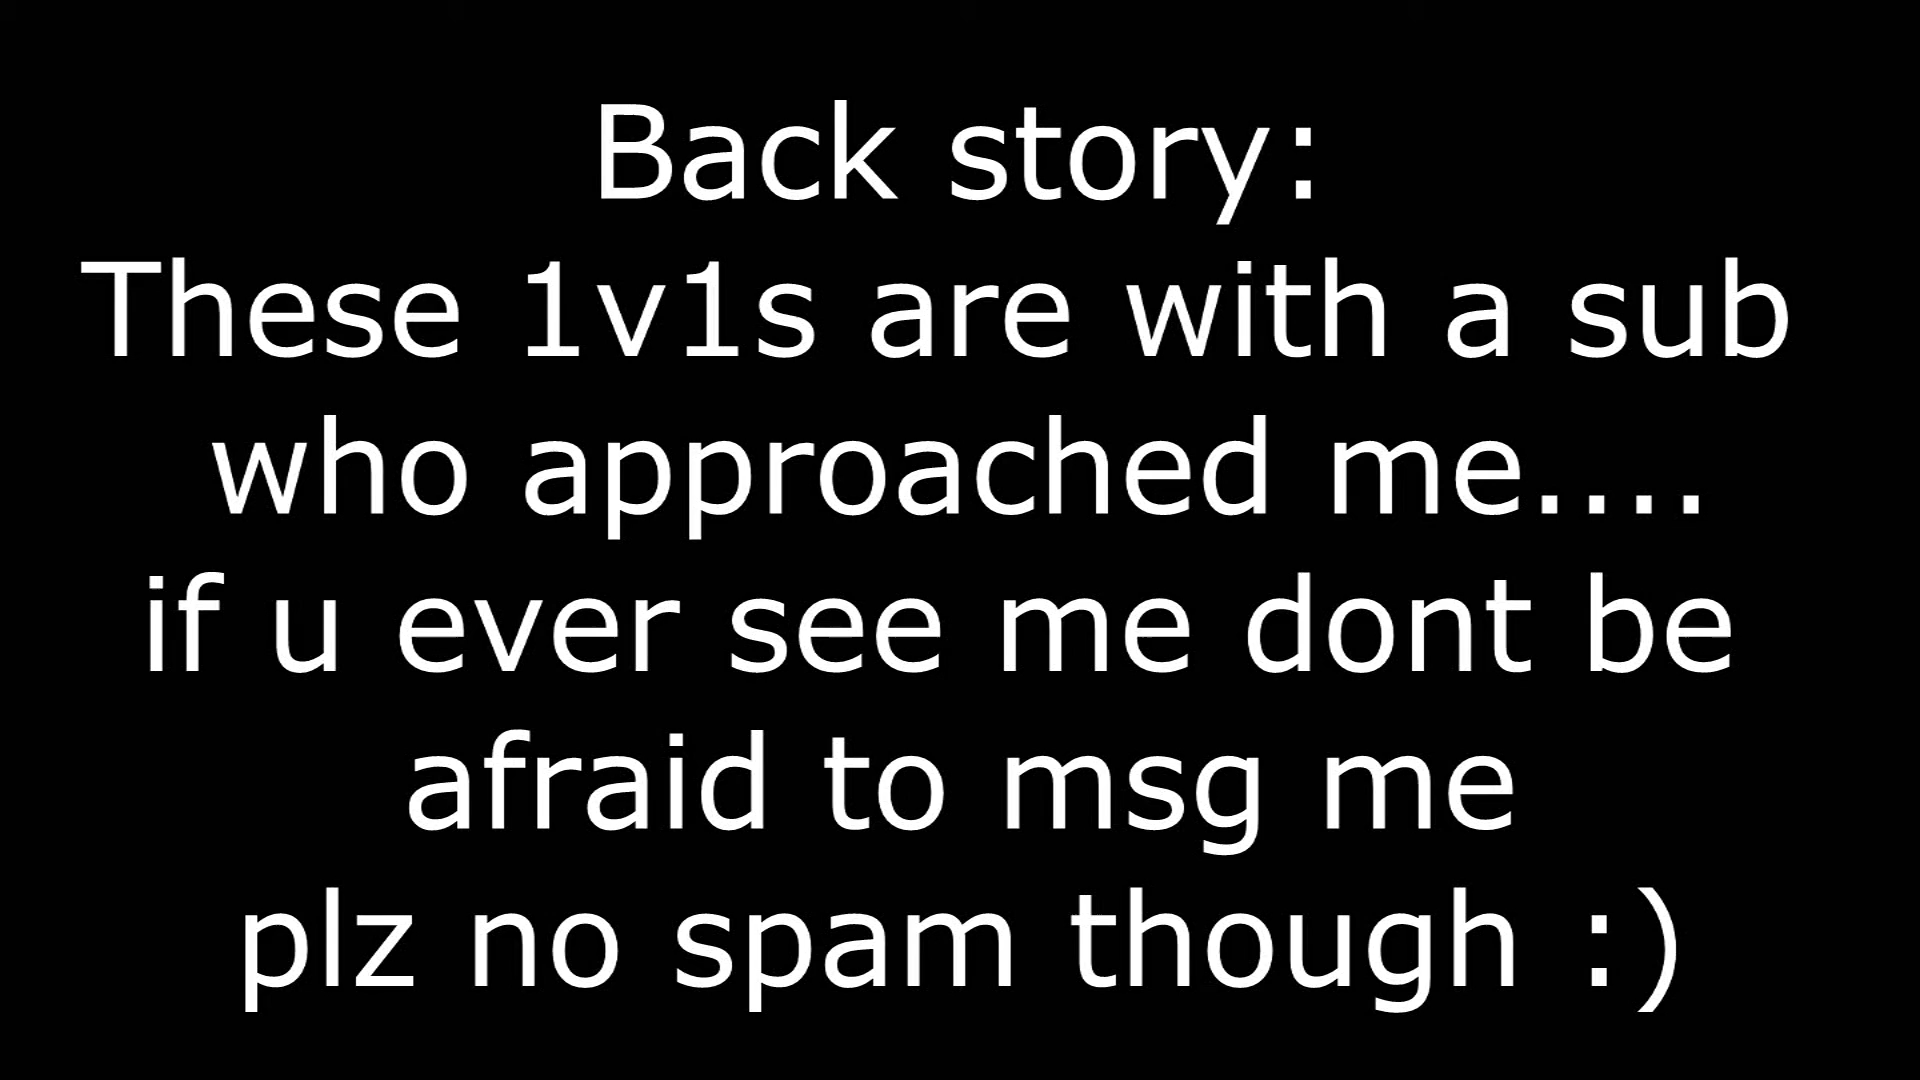 Back story:
These 1v1s are with a sub
who approached me....
if u ever see me dont be
afraid to msg me
plz no spam though :)